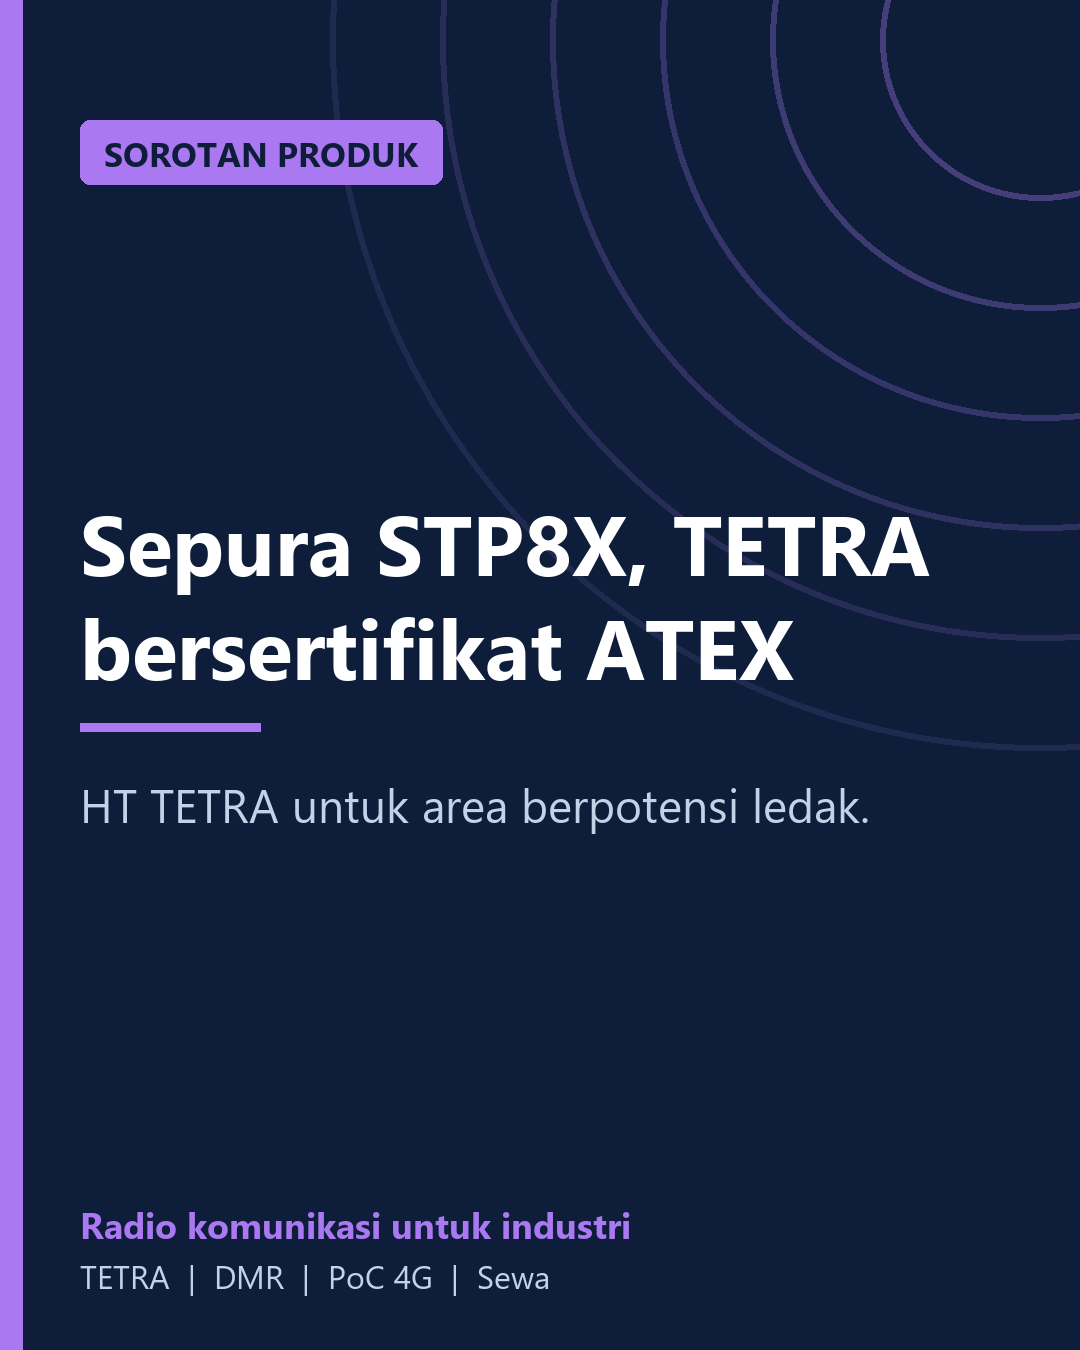 SOROTAN PRODUK
Sepura STP8X, TETRA
bersertifikat ATEX
HT TETRA untuk area berpotensi ledak.
Radio komunikasi untuk industri
TETRA | DMR | PoC 4G | Sewa